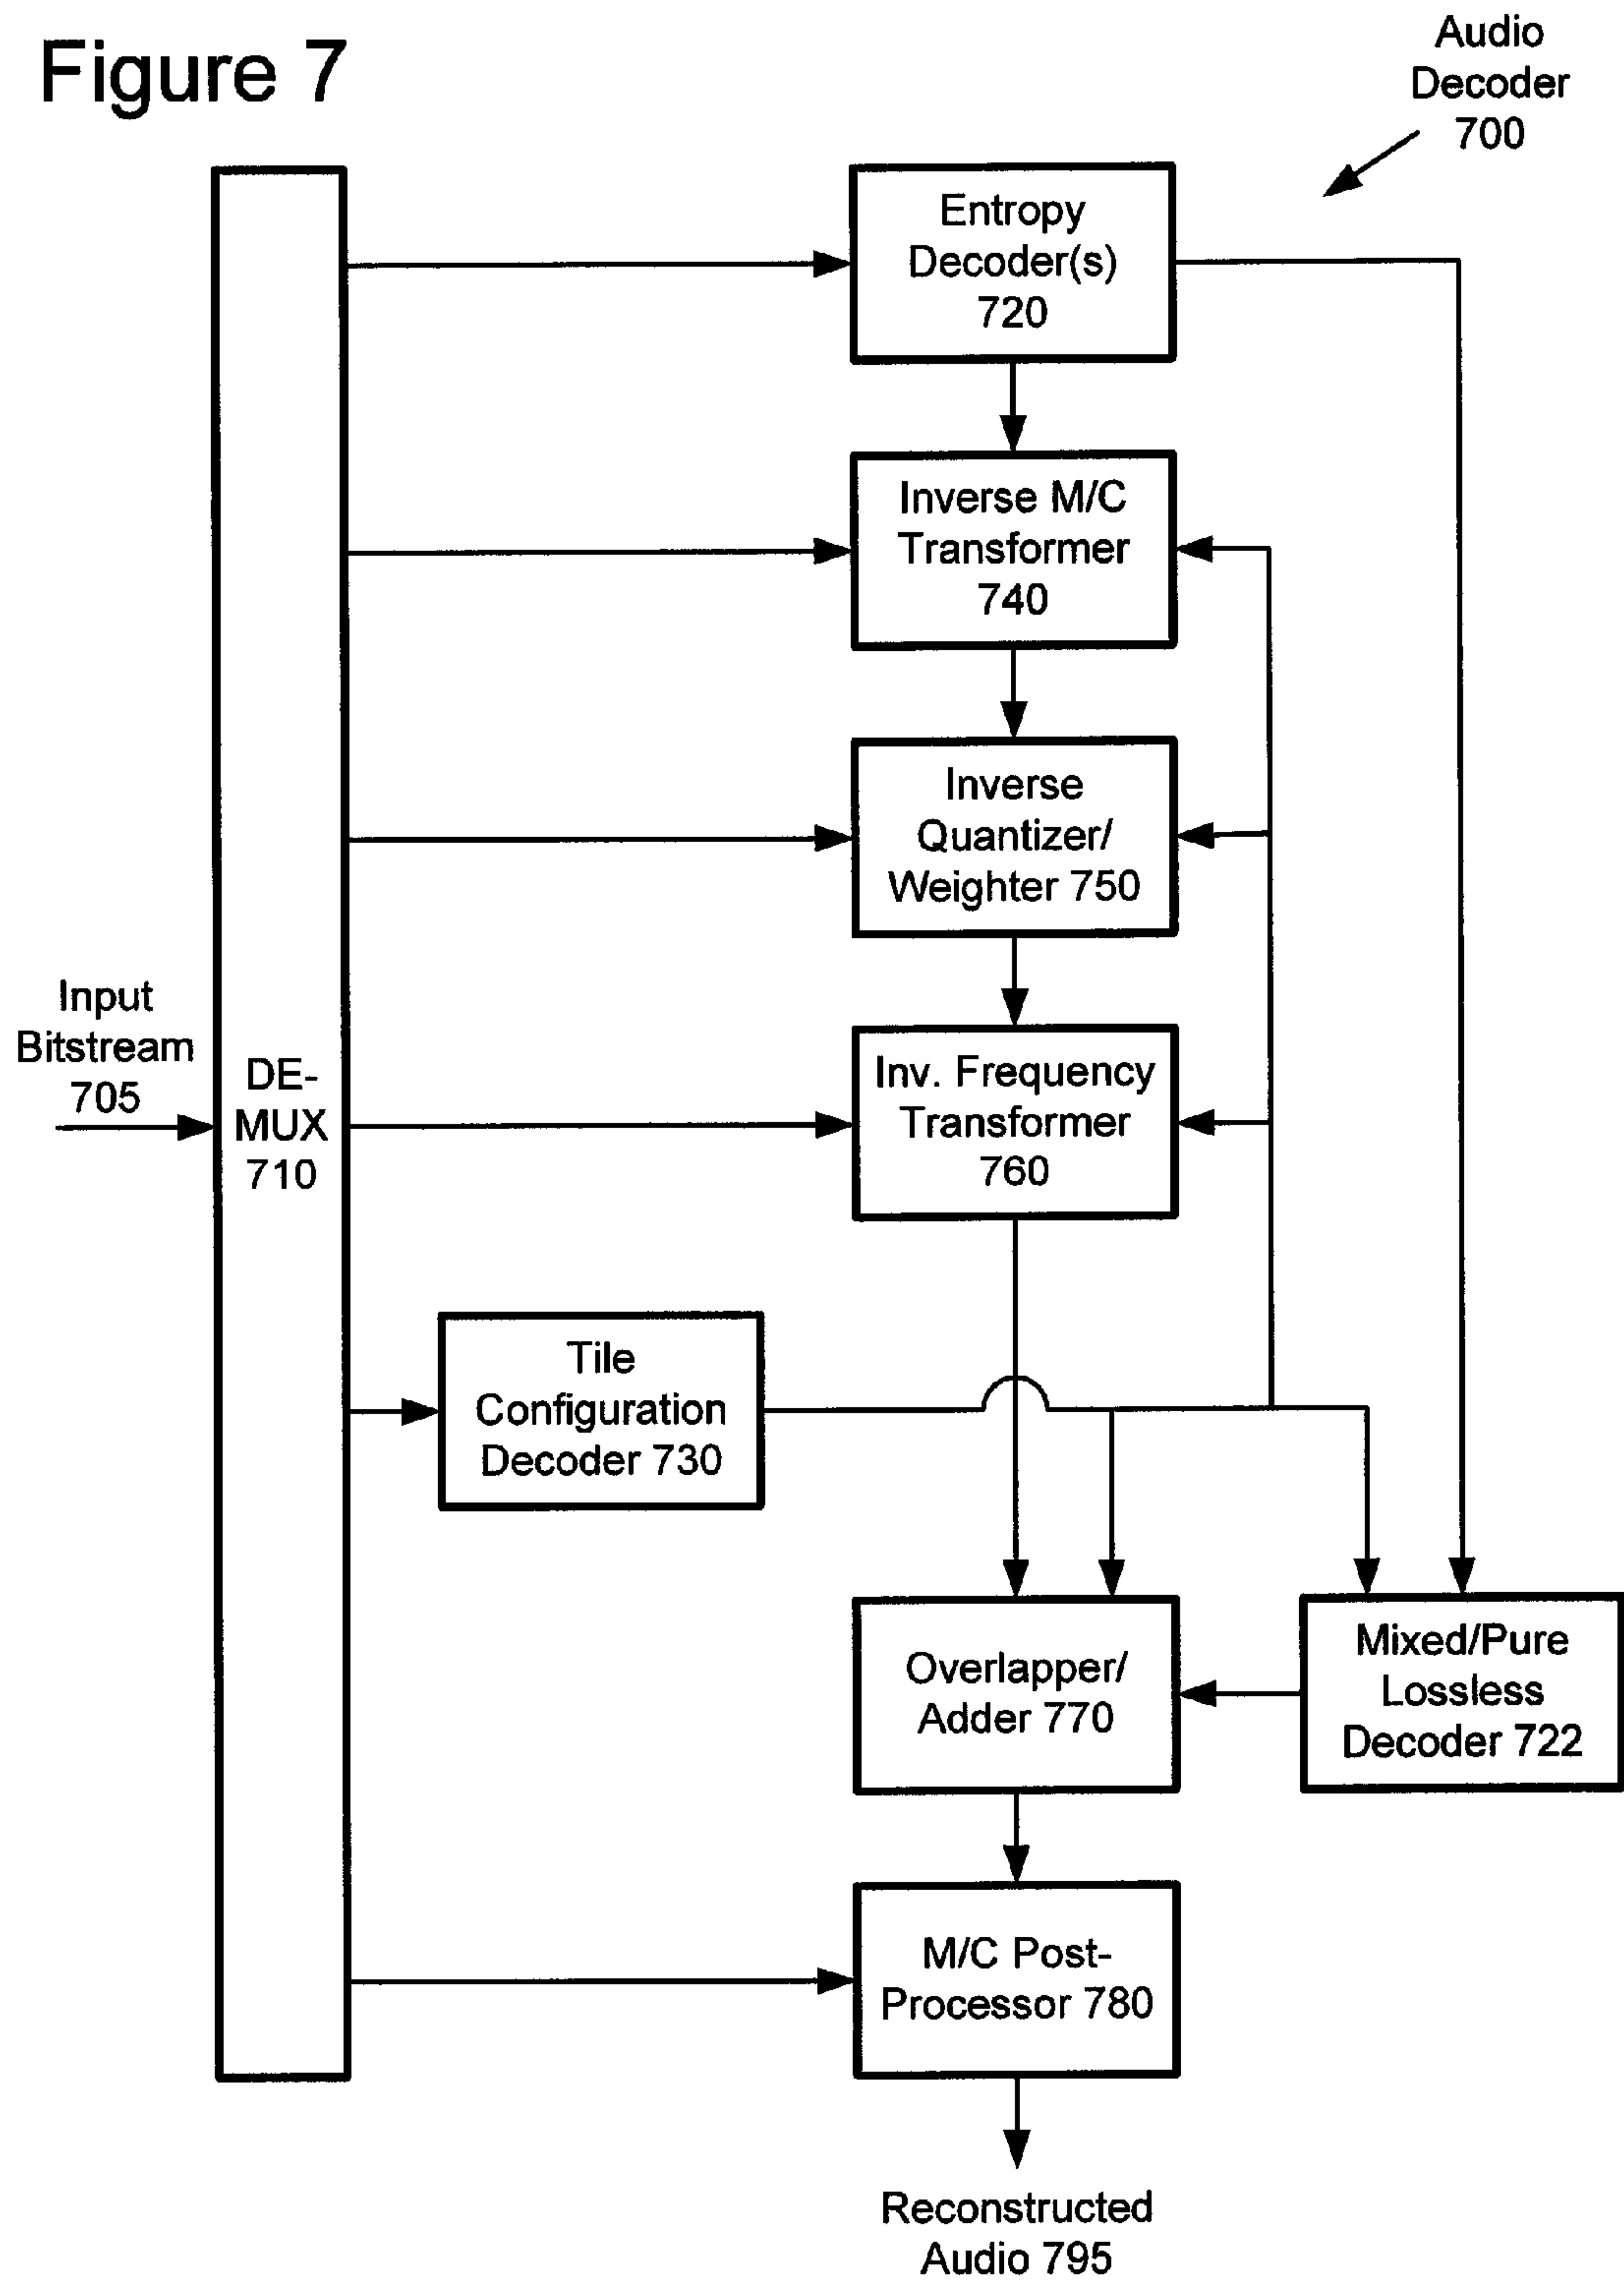 Figure 7
Audio
Decoder
700
Entropy
Decoder(s)
720
Inverse M/C
Transformer
740
Inverse
Quantizer/
Weighter 750
Input
Bitstream
705
DE-
MUX
710
Inv. Frequency
Transformer
760
Tile
Configuration
Decoder 730
Overlapper/
Adder 770
Mixed/Pure
Lossless
Decoder 722
M/C Post-
Processor 780
Reconstructed
Audio 795